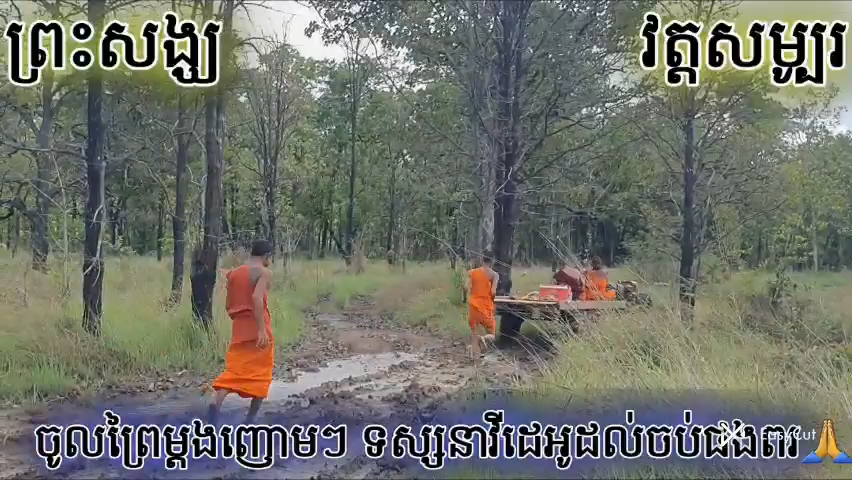 ព្រះសង្ឃ
វត្តសម្បូរ
ចូលព្រៃម្ដងញោមៗ ទស្សនាវីដេអូដល់ចប់ផងពរ🙏
EasyCut